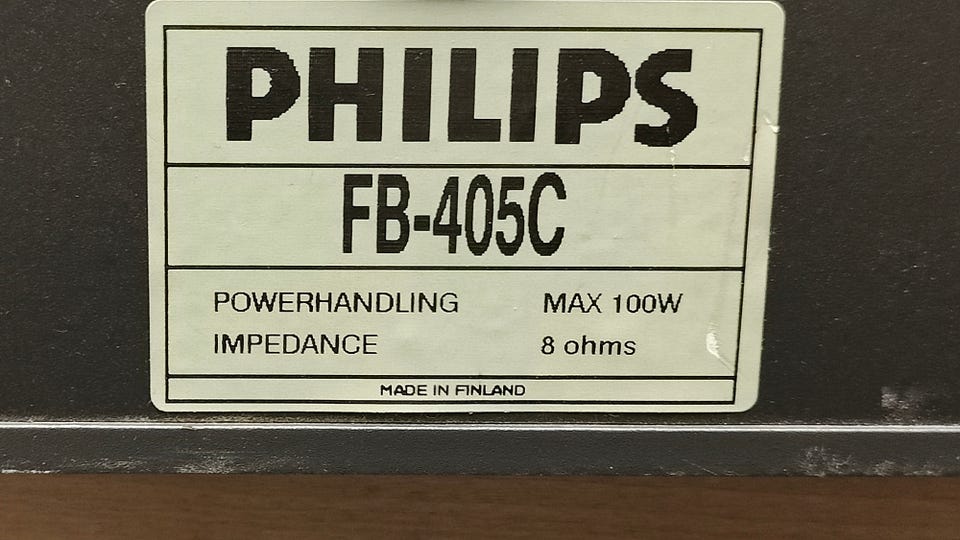 PHILIPS
FB-405C
POWERHANDLING MAX 100W
IMPEDANCE 8 ohms
MADE IN FINLAND